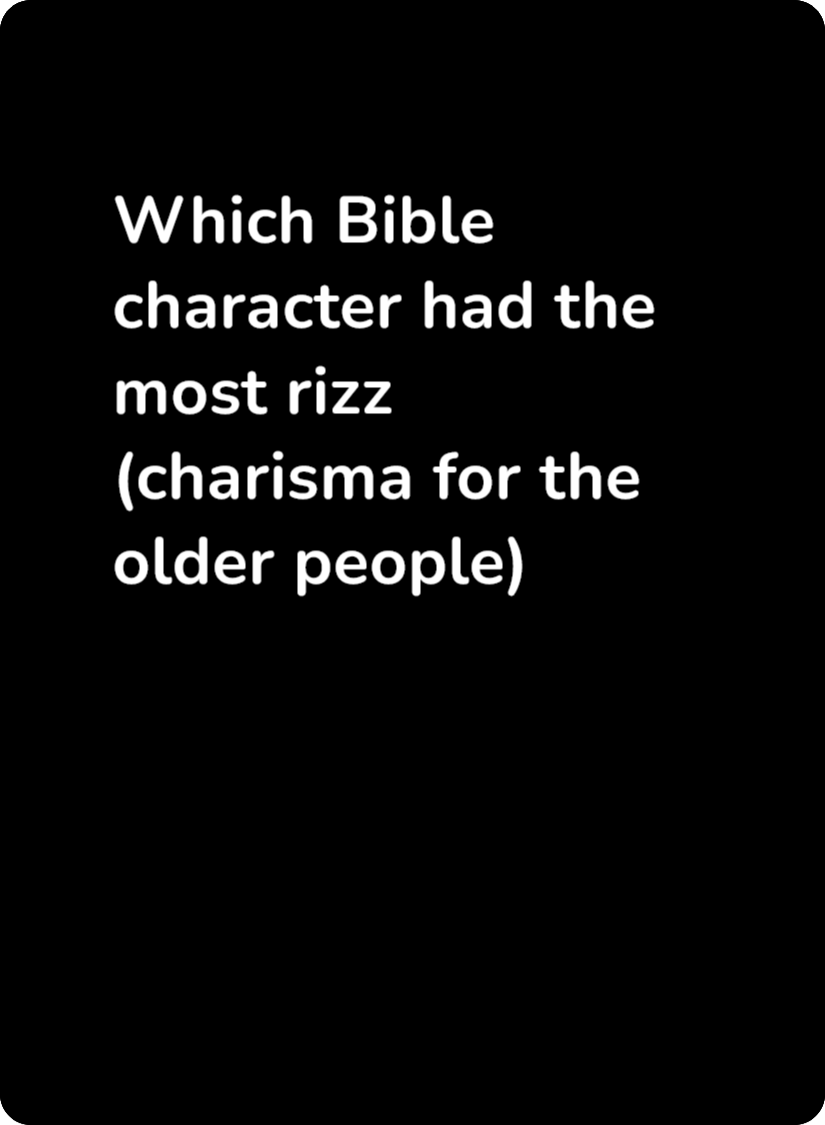 Which Bible
character had the
most rizz
(charisma for the
older people)